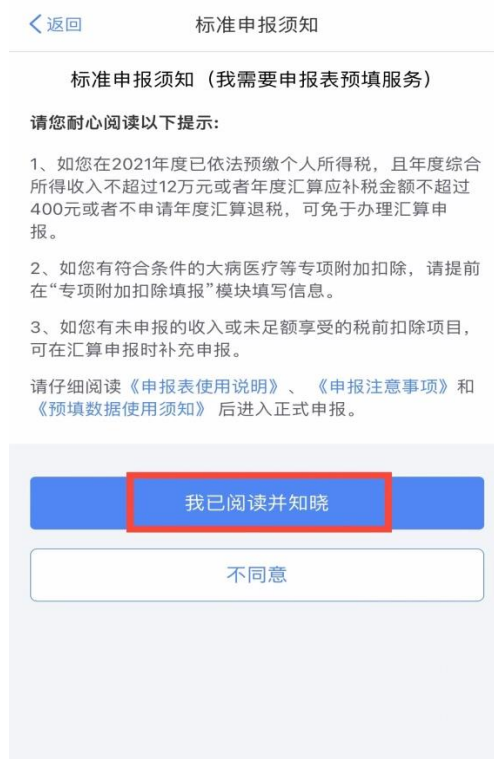 返回
标准申报须知
标准申报须知（我需要申报表预填服务）
请您耐心阅读以下提示:
1、如您在2021年度已依法预缴个人所得税，且年度综合
所得收入不超过12万元或者年度汇算应补税金额不超过
400元或者不申请年度汇算退税，可免于办理汇算申
报。
2、如您有符合条件的大病医疗等专项附加扣除，请提前
在“专项附加扣除填报”模块填写信息。
3、如您有未申报的收入或未足额享受的税前扣除项目，
可在汇算申报时补充申报。
请仔细阅读《申报表使用说明》、《申报注意事项》和
《预填数据使用须知》后进入正式申报。
我已阅读并知晓
不同意